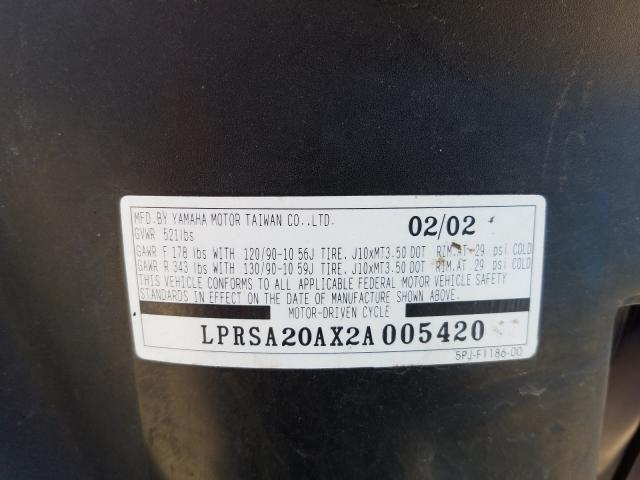 MFD.BY YAMAHA MOTOR TAIWAN CO.,LTD. 02/02
GVWR 521lbs
GAWR F 178 lbs WITH 120/90-10 56J TIRE. J10xMT3.50 DOT RIM.AT 29 psi COLD
GAWR R 343 lbs WITH 130/90-10 59J TIRE. J10xMT3.50 DOT RIM.AT 29 psi COLD
THIS VEHICLE CONFORMS TO ALL APPLICABLE FEDERAL MOTOR VEHICLE SAFETY
STANDARDS IN EFFECT ON THE DATE OF MANUFACTURE SHOWN ABOVE.
MOTOR-DRIVEN CYCLE
LPRSA20AX2A005420
5PJ-F1186-00